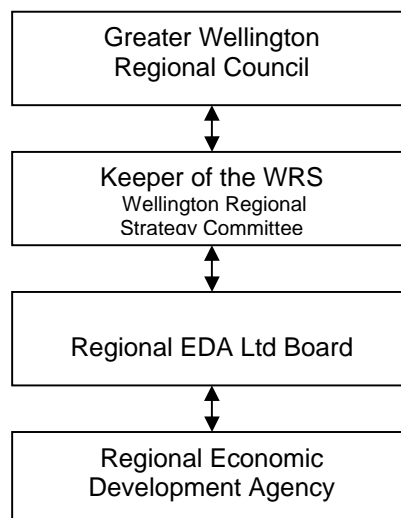 Greater Wellington
Regional Council
Keeper of the WRS
Wellington Regional
Strategy Committee
Regional EDA Ltd Board
Regional Economic
Development Agency